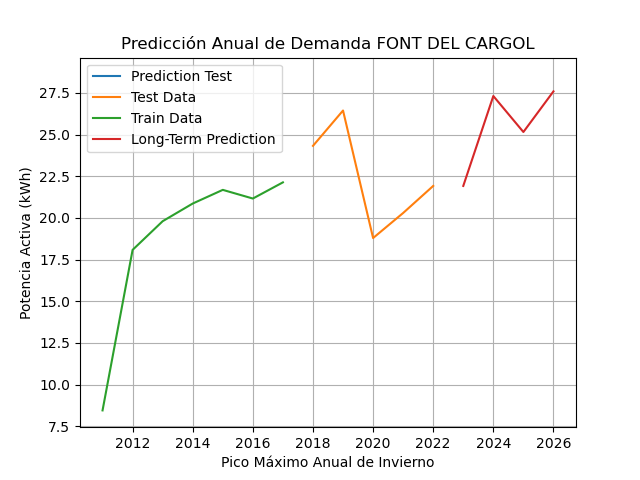 Predicción Anual de Demanda FONT DEL CARGOL
Prediction Test
Test Data
Train Data
Long-Term Prediction
27.5
25.0
22.5
20.0
17.5
15.0
12.5
10.0
7.5
Potencia Activa (kWh)
2012 2014 2016 2018 2020 2022 2024 2026
Pico Máximo Anual de Invierno